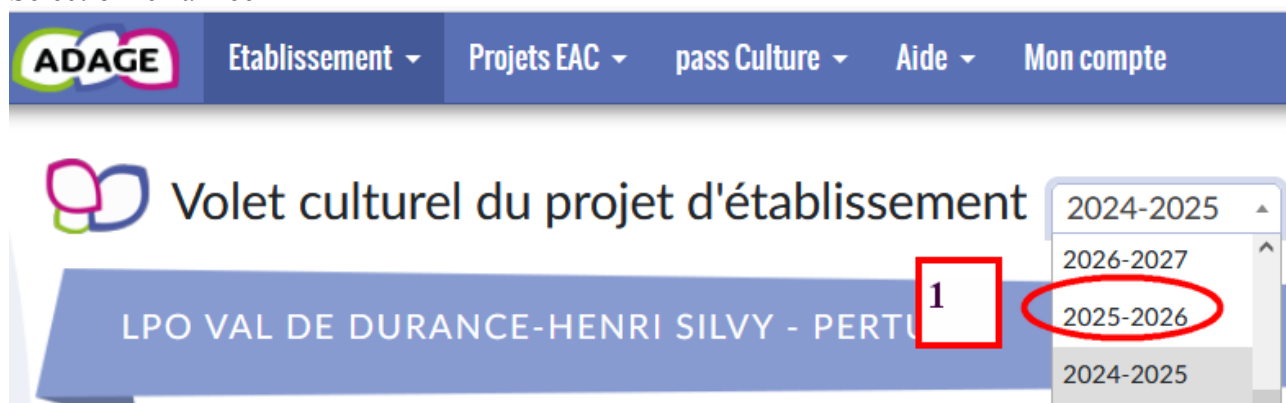 ADAGE Etablissement Projets EAC pass Culture Aide Mon compte
Volet culturel du projet d'établissement 2024-2025
2026-2027
1
2025-2026
LPO VAL DE DURANCE-HENRI SILVY - PERTU
2024-2025